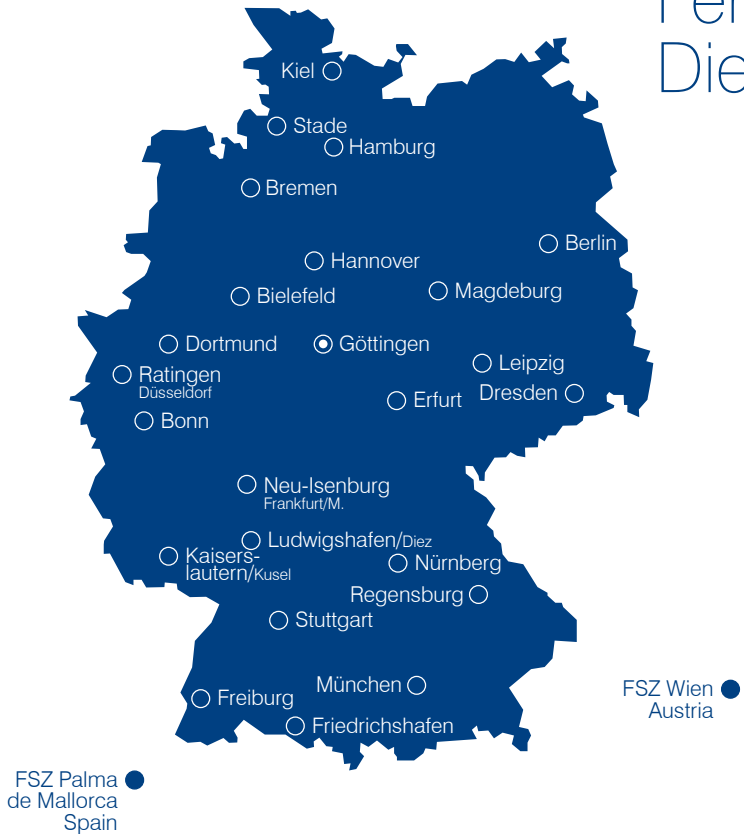 Die
Kiel
Stade
Hamburg
Bremen
Berlin
Hannover
Bielefeld
Magdeburg
Dortmund
Göttingen
Leipzig
Ratingen
Düsseldorf
Dresden
Erfurt
Bonn
Neu-Isenburg
Frankfurt/M.
Ludwigshafen/Diez
Kaisers-
lautern/Kusel
Nürnberg
Regensburg
Stuttgart
München
Freiburg
Friedrichshafen
FSZ Wien
Austria
FSZ Palma
de Mallorca
Spain